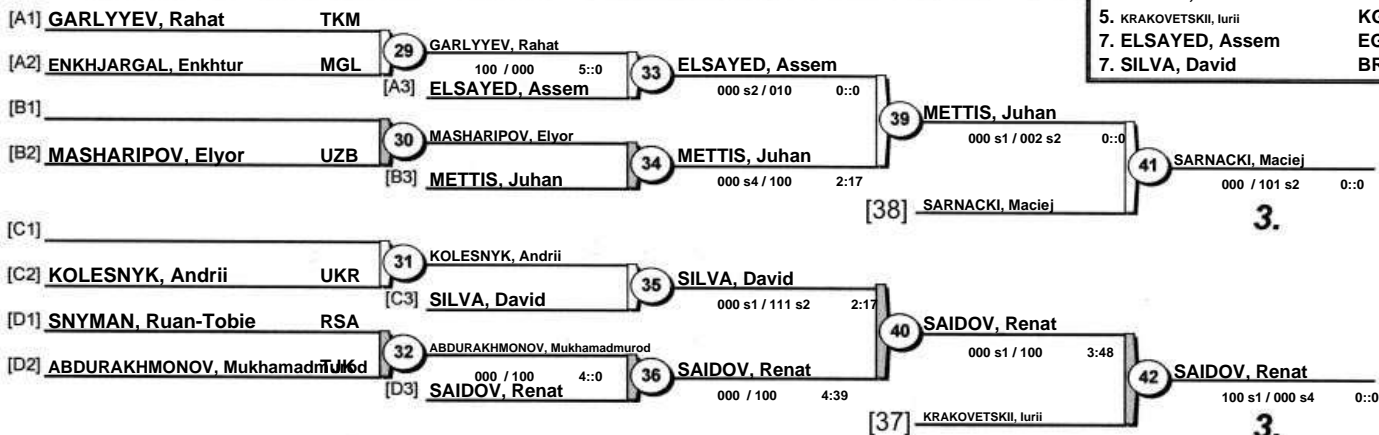 [A1] GARLYYEV, Rahat TKM
[A2] ENKHJARGAL, Enkhtur MGL
29
GARLYYEV, Rahat
100 / 000 5::0
[A3] ELSAYED, Assem
33
ELSAYED, Assem
000 s2 / 010 0::0
[B1]
[B2] MASHARIPOV, Elyor UZB
30
MASHARIPOV, Elyor
[B3] METTIS, Juhan
34
METTIS, Juhan
000 s4 / 100 2:17
39
METTIS, Juhan
000 s1 / 002 s2 0::0
[38] SARNACKI, Maciej
41
SARNACKI, Maciej
000 / 101 s2 0::0
3.
[C1]
[C2] KOLESNYK, Andrii UKR
31
KOLESNYK, Andrii
[C3] SILVA, David
35
SILVA, David
000 s1 / 111 s2 2:17
[D1] SNYMAN, Ruan-Tobie RSA
[D2] ABDURAKHMONOV, Mukhamadmurod TJK
32
ABDURAKHMONOV, Mukhamadmurod
000 / 100 4::0
[D3] SAIDOV, Renat
36
SAIDOV, Renat
000 / 100 4:39
40
SAIDOV, Renat
000 s1 / 100 3:48
[37] KRAKOVETSKII, Iurii
42
SAIDOV, Renat
100 s1 / 000 s4 0::0
3.
5. KRAKOVETSKII, Iurii KG
7. ELSAYED, Assem EG
7. SILVA, David BR